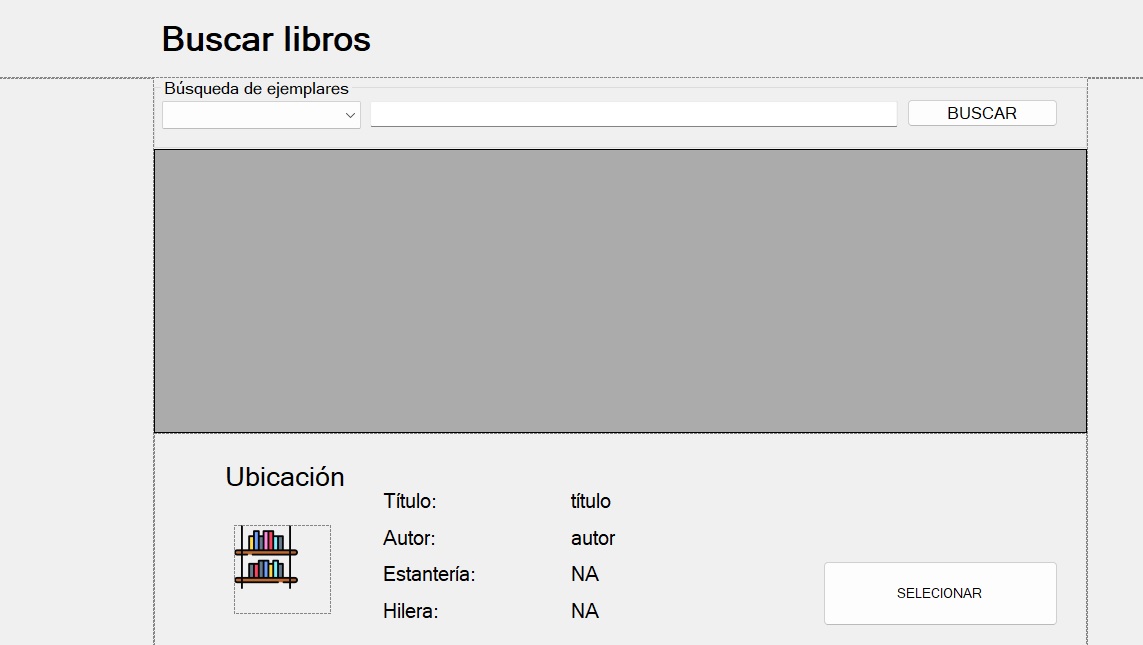 Buscar libros
Búsqueda de ejemplares
BUSCAR
Ubicación
Título: título
Autor: autor
Estantería: NA
Hilera: NA
SELECIONAR